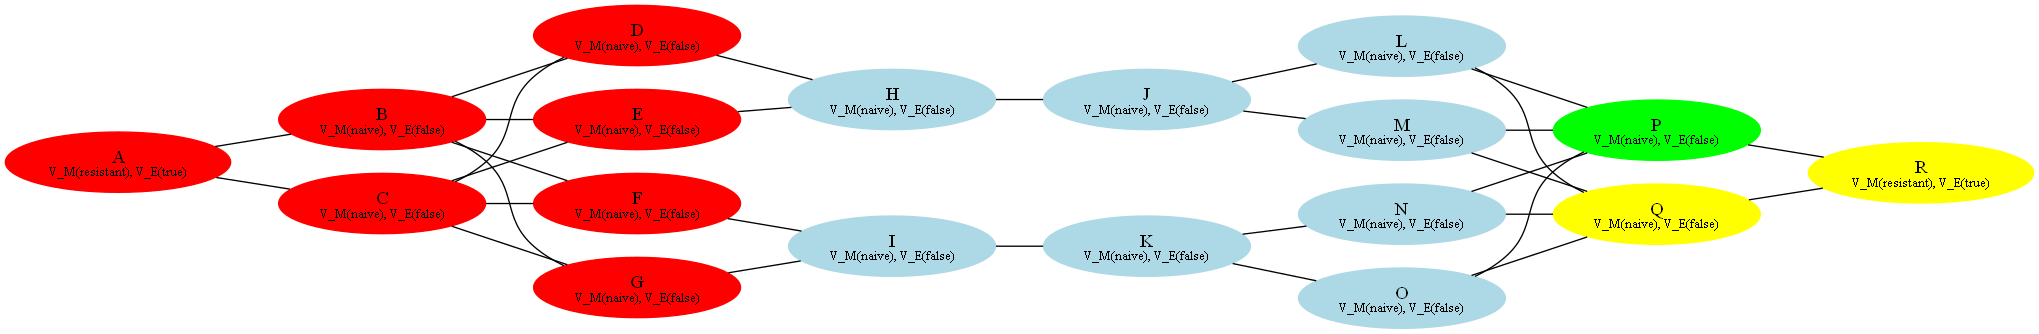 A
V_M(resistant), V_E(true)
B
V_M(naive), V_E(false)
C
V_M(naive), V_E(false)
D
V_M(naive), V_E(false)
E
V_M(naive), V_E(false)
F
V_M(naive), V_E(false)
G
V_M(naive), V_E(false)
H
V_M(naive), V_E(false)
I
V_M(naive), V_E(false)
J
V_M(naive), V_E(false)
K
V_M(naive), V_E(false)
L
V_M(naive), V_E(false)
M
V_M(naive), V_E(false)
N
V_M(naive), V_E(false)
O
V_M(naive), V_E(false)
P
V_M(naive), V_E(false)
Q
V_M(naive), V_E(false)
R
V_M(resistant), V_E(true)